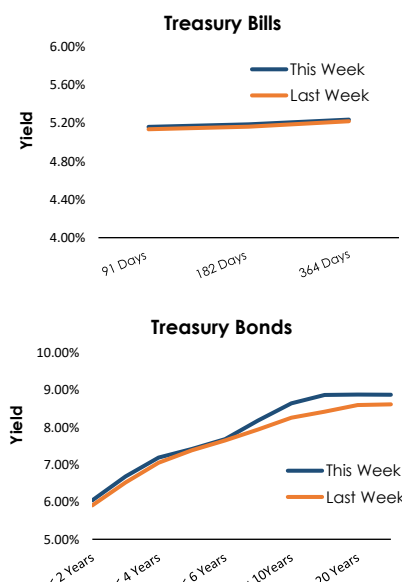 Treasury Bills
6.00%
5.60%
5.20%
4.80%
4.40%
4.00%
Yield
This Week
Last Week
91 Days
182 Days
364 Days
Treasury Bonds
10.00%
9.00%
8.00%
7.00%
6.00%
5.00%
Yield
This Week
Last Week
2 Years
4 Years
6 Years
10Years
20 Years